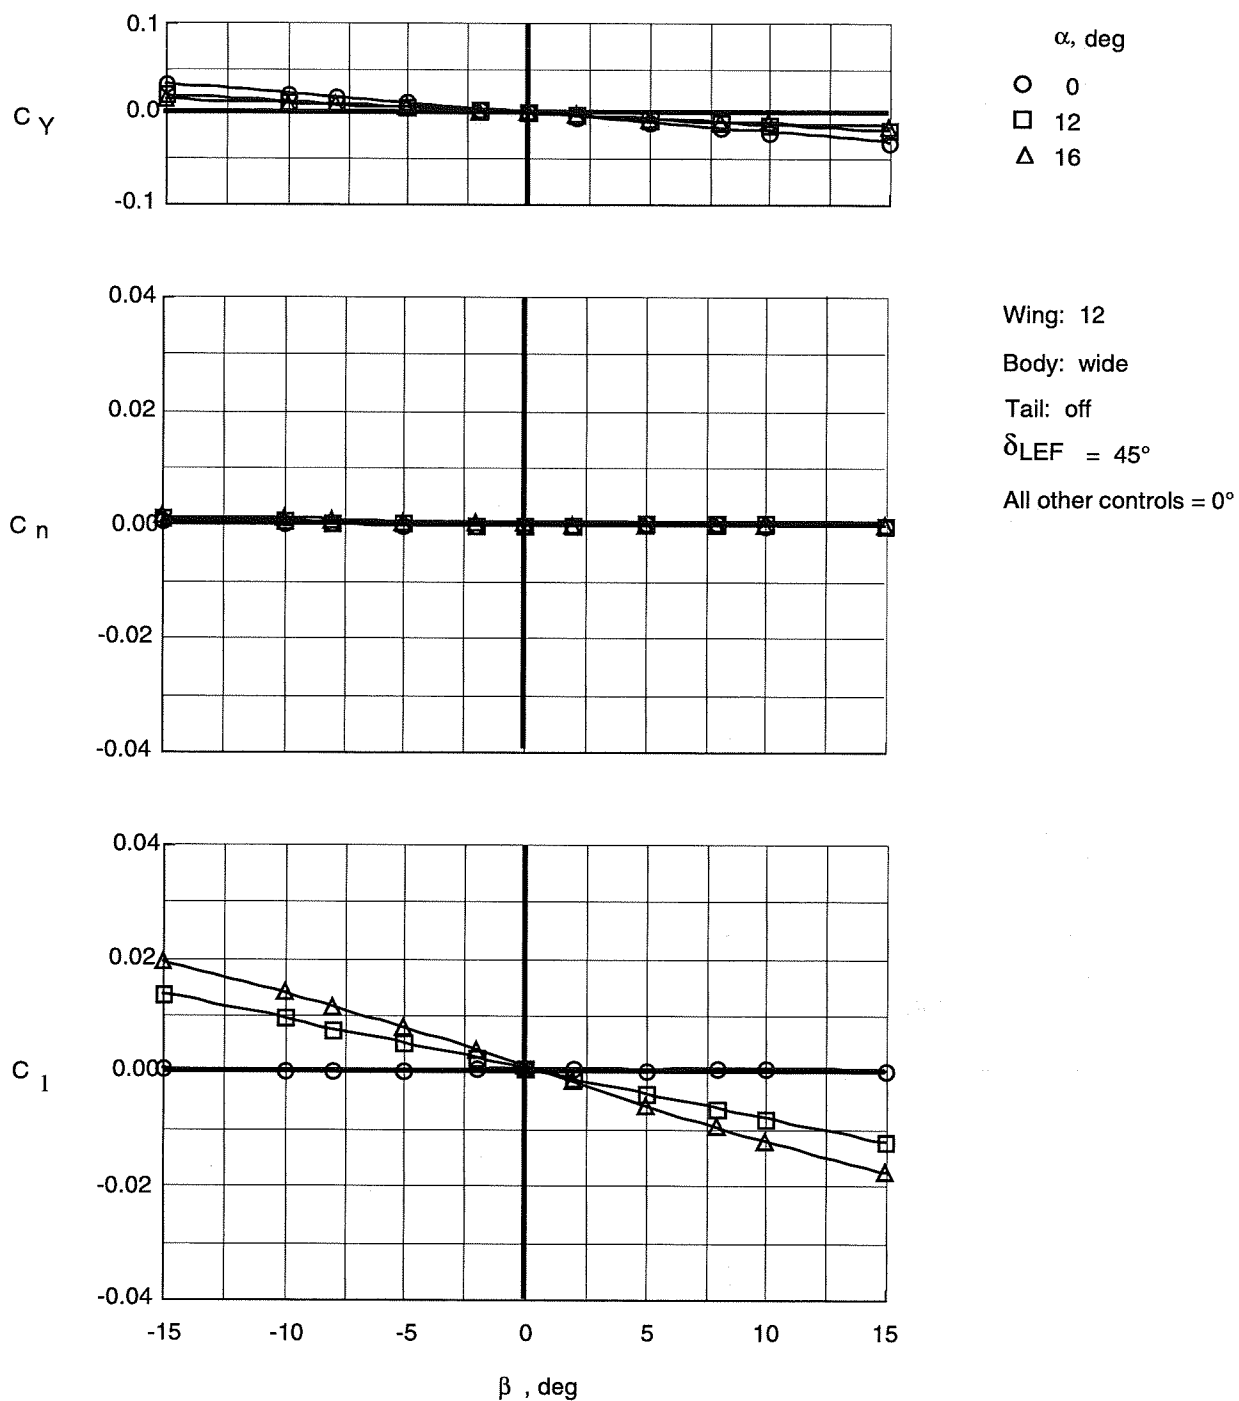 0.1
C Y
0.0
-0.1
α, deg
0
12
16
0.04
0.02
C n
0.00
-0.02
-0.04
Wing: 12
Body: wide
Tail: off
δLEF = 45°
All other controls = 0°
0.04
0.02
C l
0.00
-0.02
-0.04
-15 -10 -5 0 5 10 15
β , deg